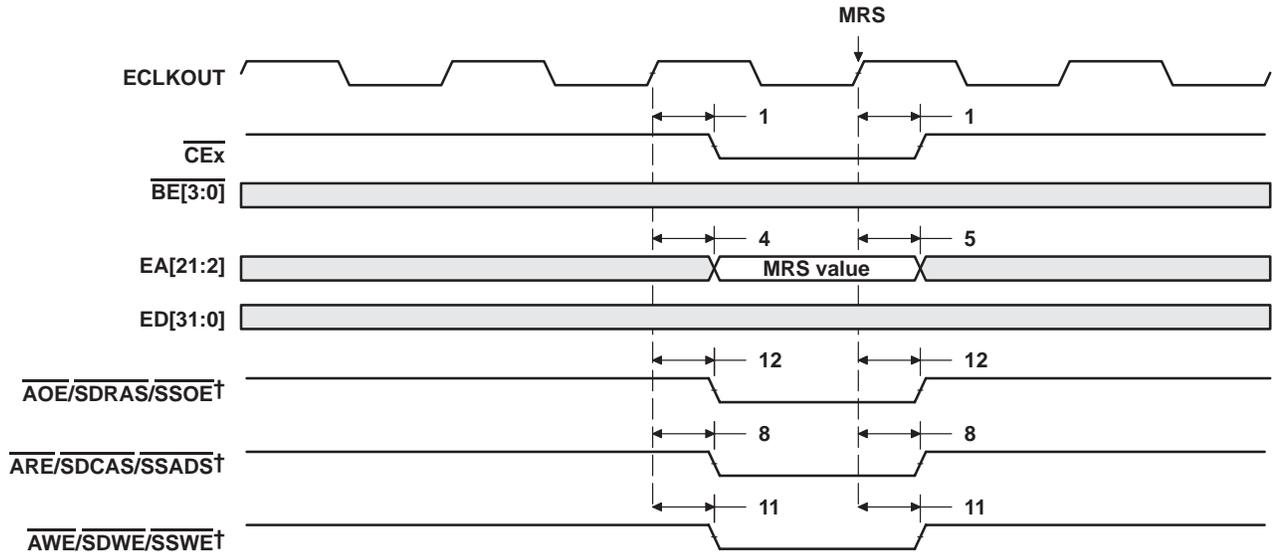 MRS
ECLKOUT
1 1
CEx
BE[3:0]
4 5
EA[21:2] MRS value
ED[31:0]
12 12
AOE/SDRAS/SSOE†
8 8
ARE/SDCAS/SSADS†
11 11
AWE/SDWE/SSWE†